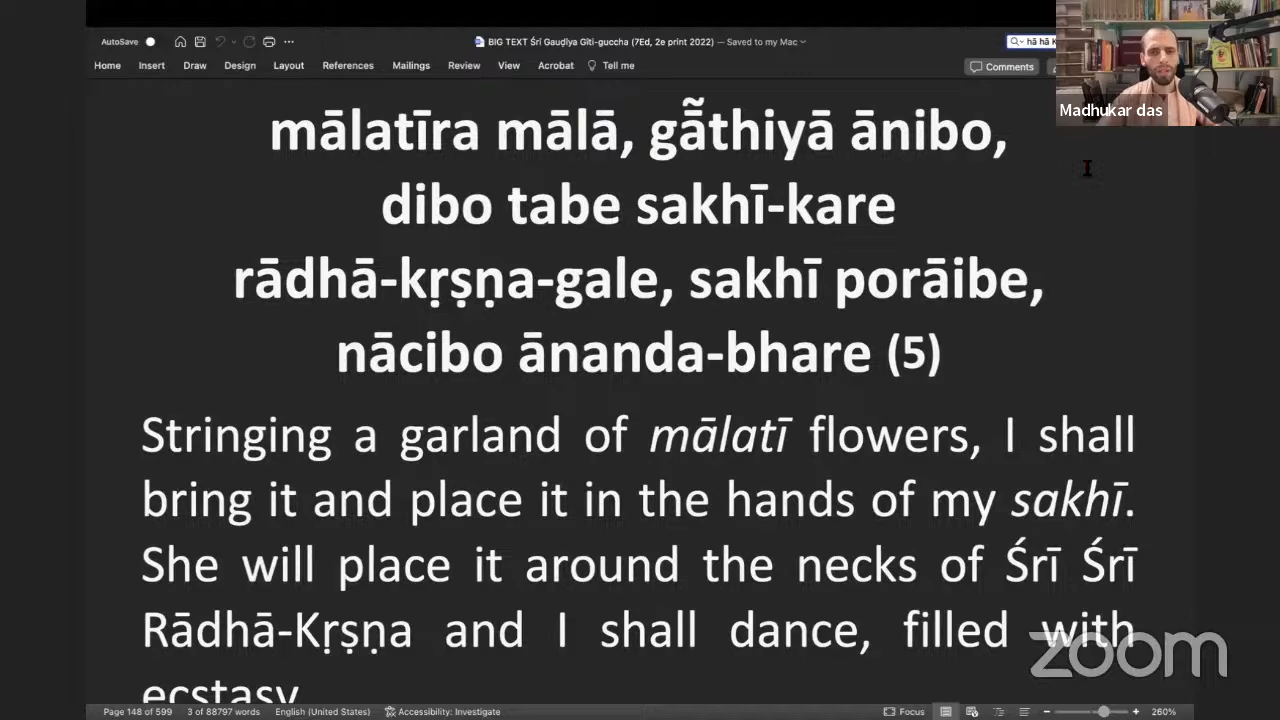 AutoSave
BIG TEXT Śrī Gauḍīya Gīti-guccha (7Ed, 2e print 2022) — Saved to my Mac
hā hā
Home Insert Draw Design Layout References Mailings Review View Acrobat Tell me
Comments
Madhukar das
mālatīra mālā, gā̃thiyā ānibo,
dibo tabe sakhī-kare
rādhā-kṛṣṇa-gale, sakhī porāibe,
nācibo ānanda-bhare (5)
Stringing a garland of mālatī flowers, I shall
bring it and place it in the hands of my sakhī.
She will place it around the necks of Śrī Śrī
Rādhā-Kṛṣṇa and I shall dance, filled with
ecstasy
zoom
Page 148 of 599 3 of 88797 words English (United States) Accessibility: Investigate Focus 260%